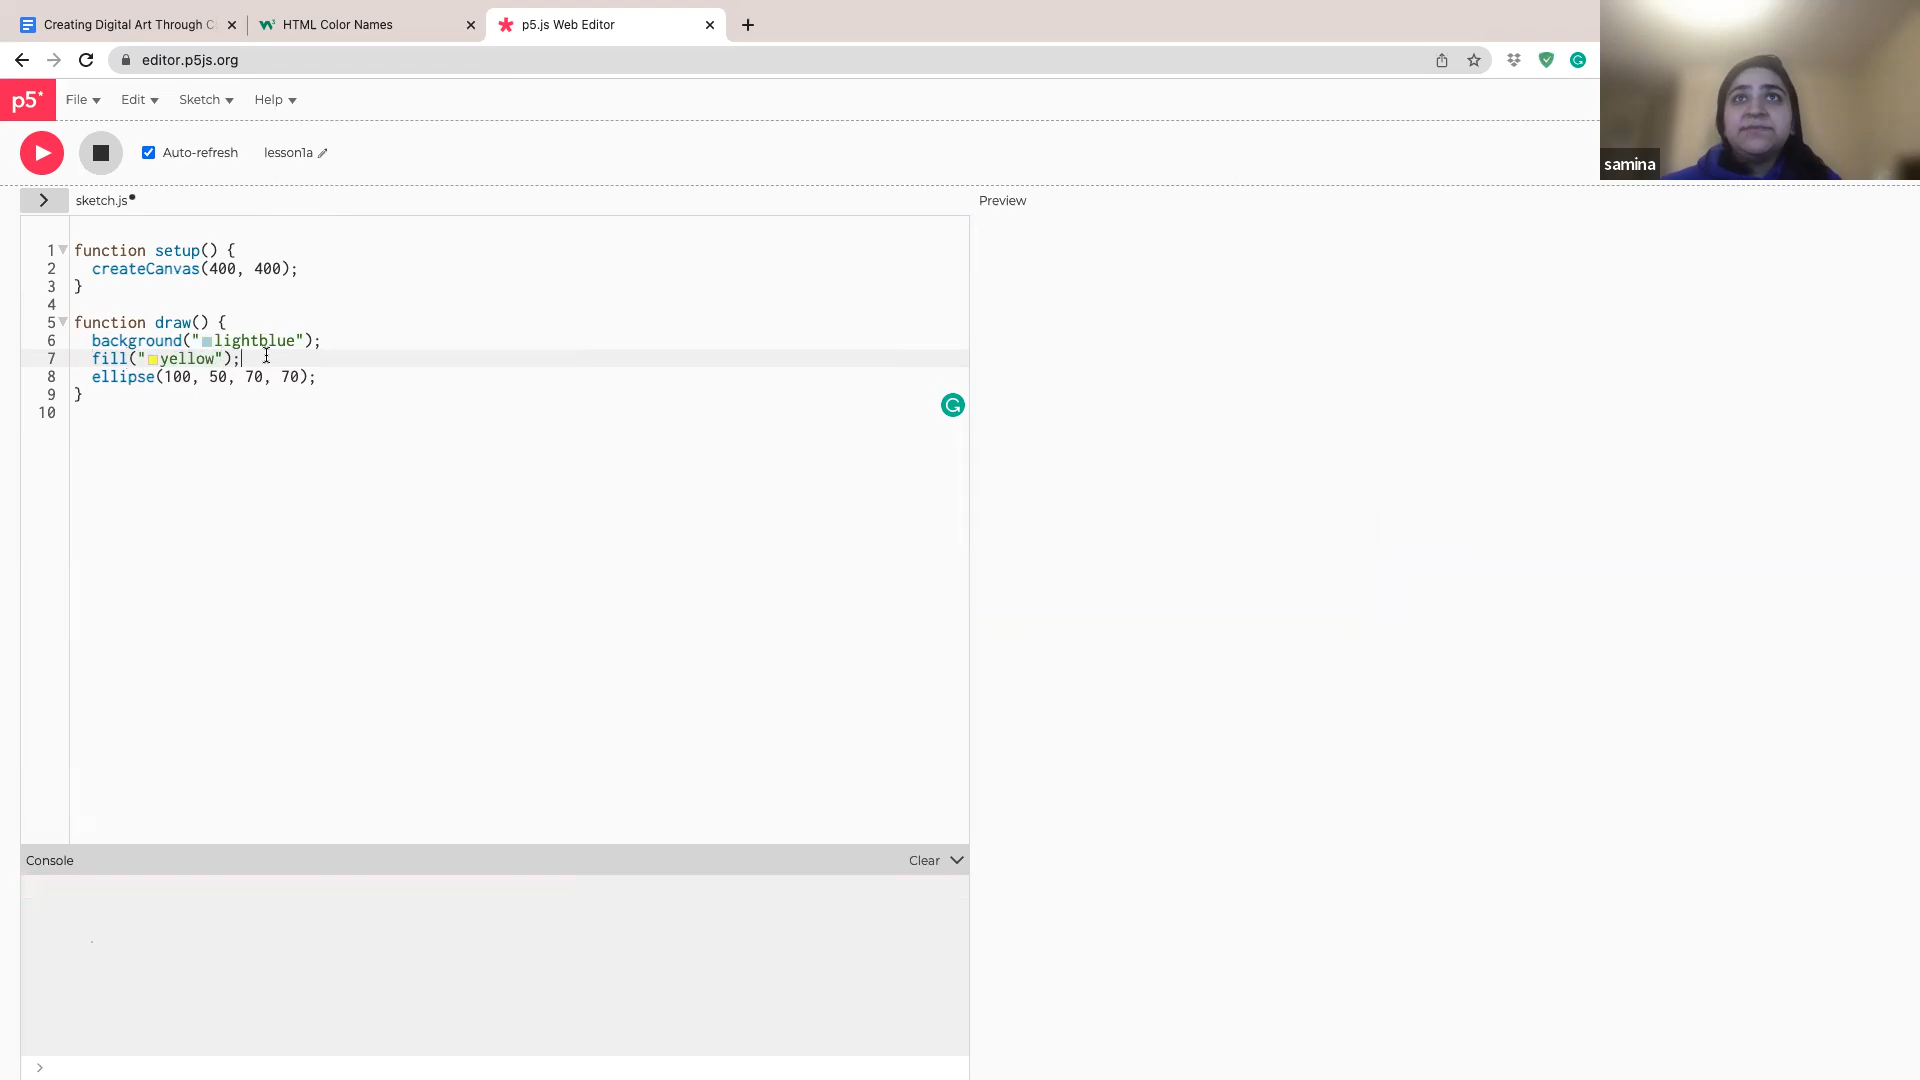 Creating Digital Art Through C
HTML Color Names
p5.js Web Editor
editor.p5js.org
p5*
File
Edit
Sketch
Help
Auto-refresh
lesson1a
samina
sketch.js
Preview
1 function setup() {
2 createCanvas(400, 400);
3 }
4
5 function draw() {
6 background("lightblue");
7 fill("yellow");
8 ellipse(100, 50, 70, 70);
9 }
10
Console
Clear
>